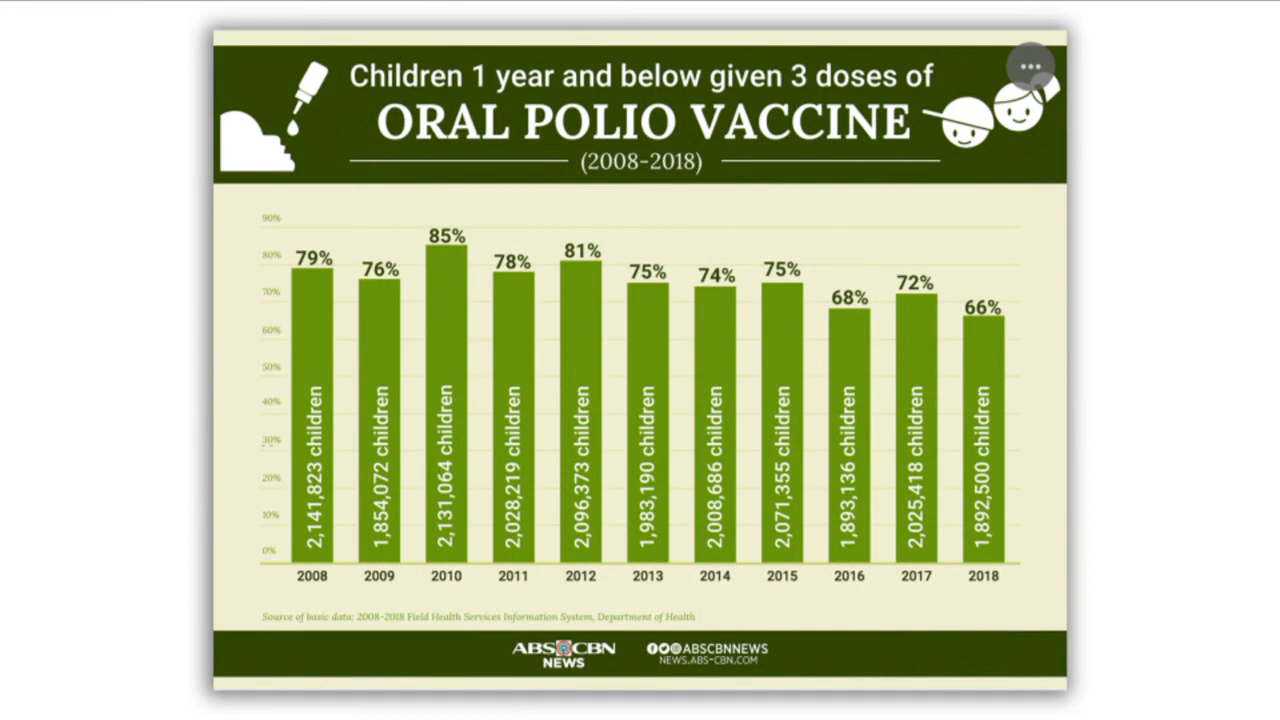 Children 1 year and below given 3 doses of
ORAL POLIO VACCINE
(2008-2018)
90%
80%
70%
60%
50%
40%
30%
20%
10%
0%
79%
76%
85%
78%
81%
75%
74%
75%
68%
72%
66%
2,141,823 children
1,854,072 children
2,131,064 children
2,028,219 children
2,096,373 children
1,983,190 children
2,008,686 children
2,071,355 children
1,893,136 children
2,025,418 children
1,892,500 children
2008 2009 2010 2011 2012 2013 2014 2015 2016 2017 2018
Source of basic data: 2008-2018 Field Health Services Information System, Department of Health
ABS CBN NEWS
ABSCBNNEWS
NEWS.ABS-CBN.COM